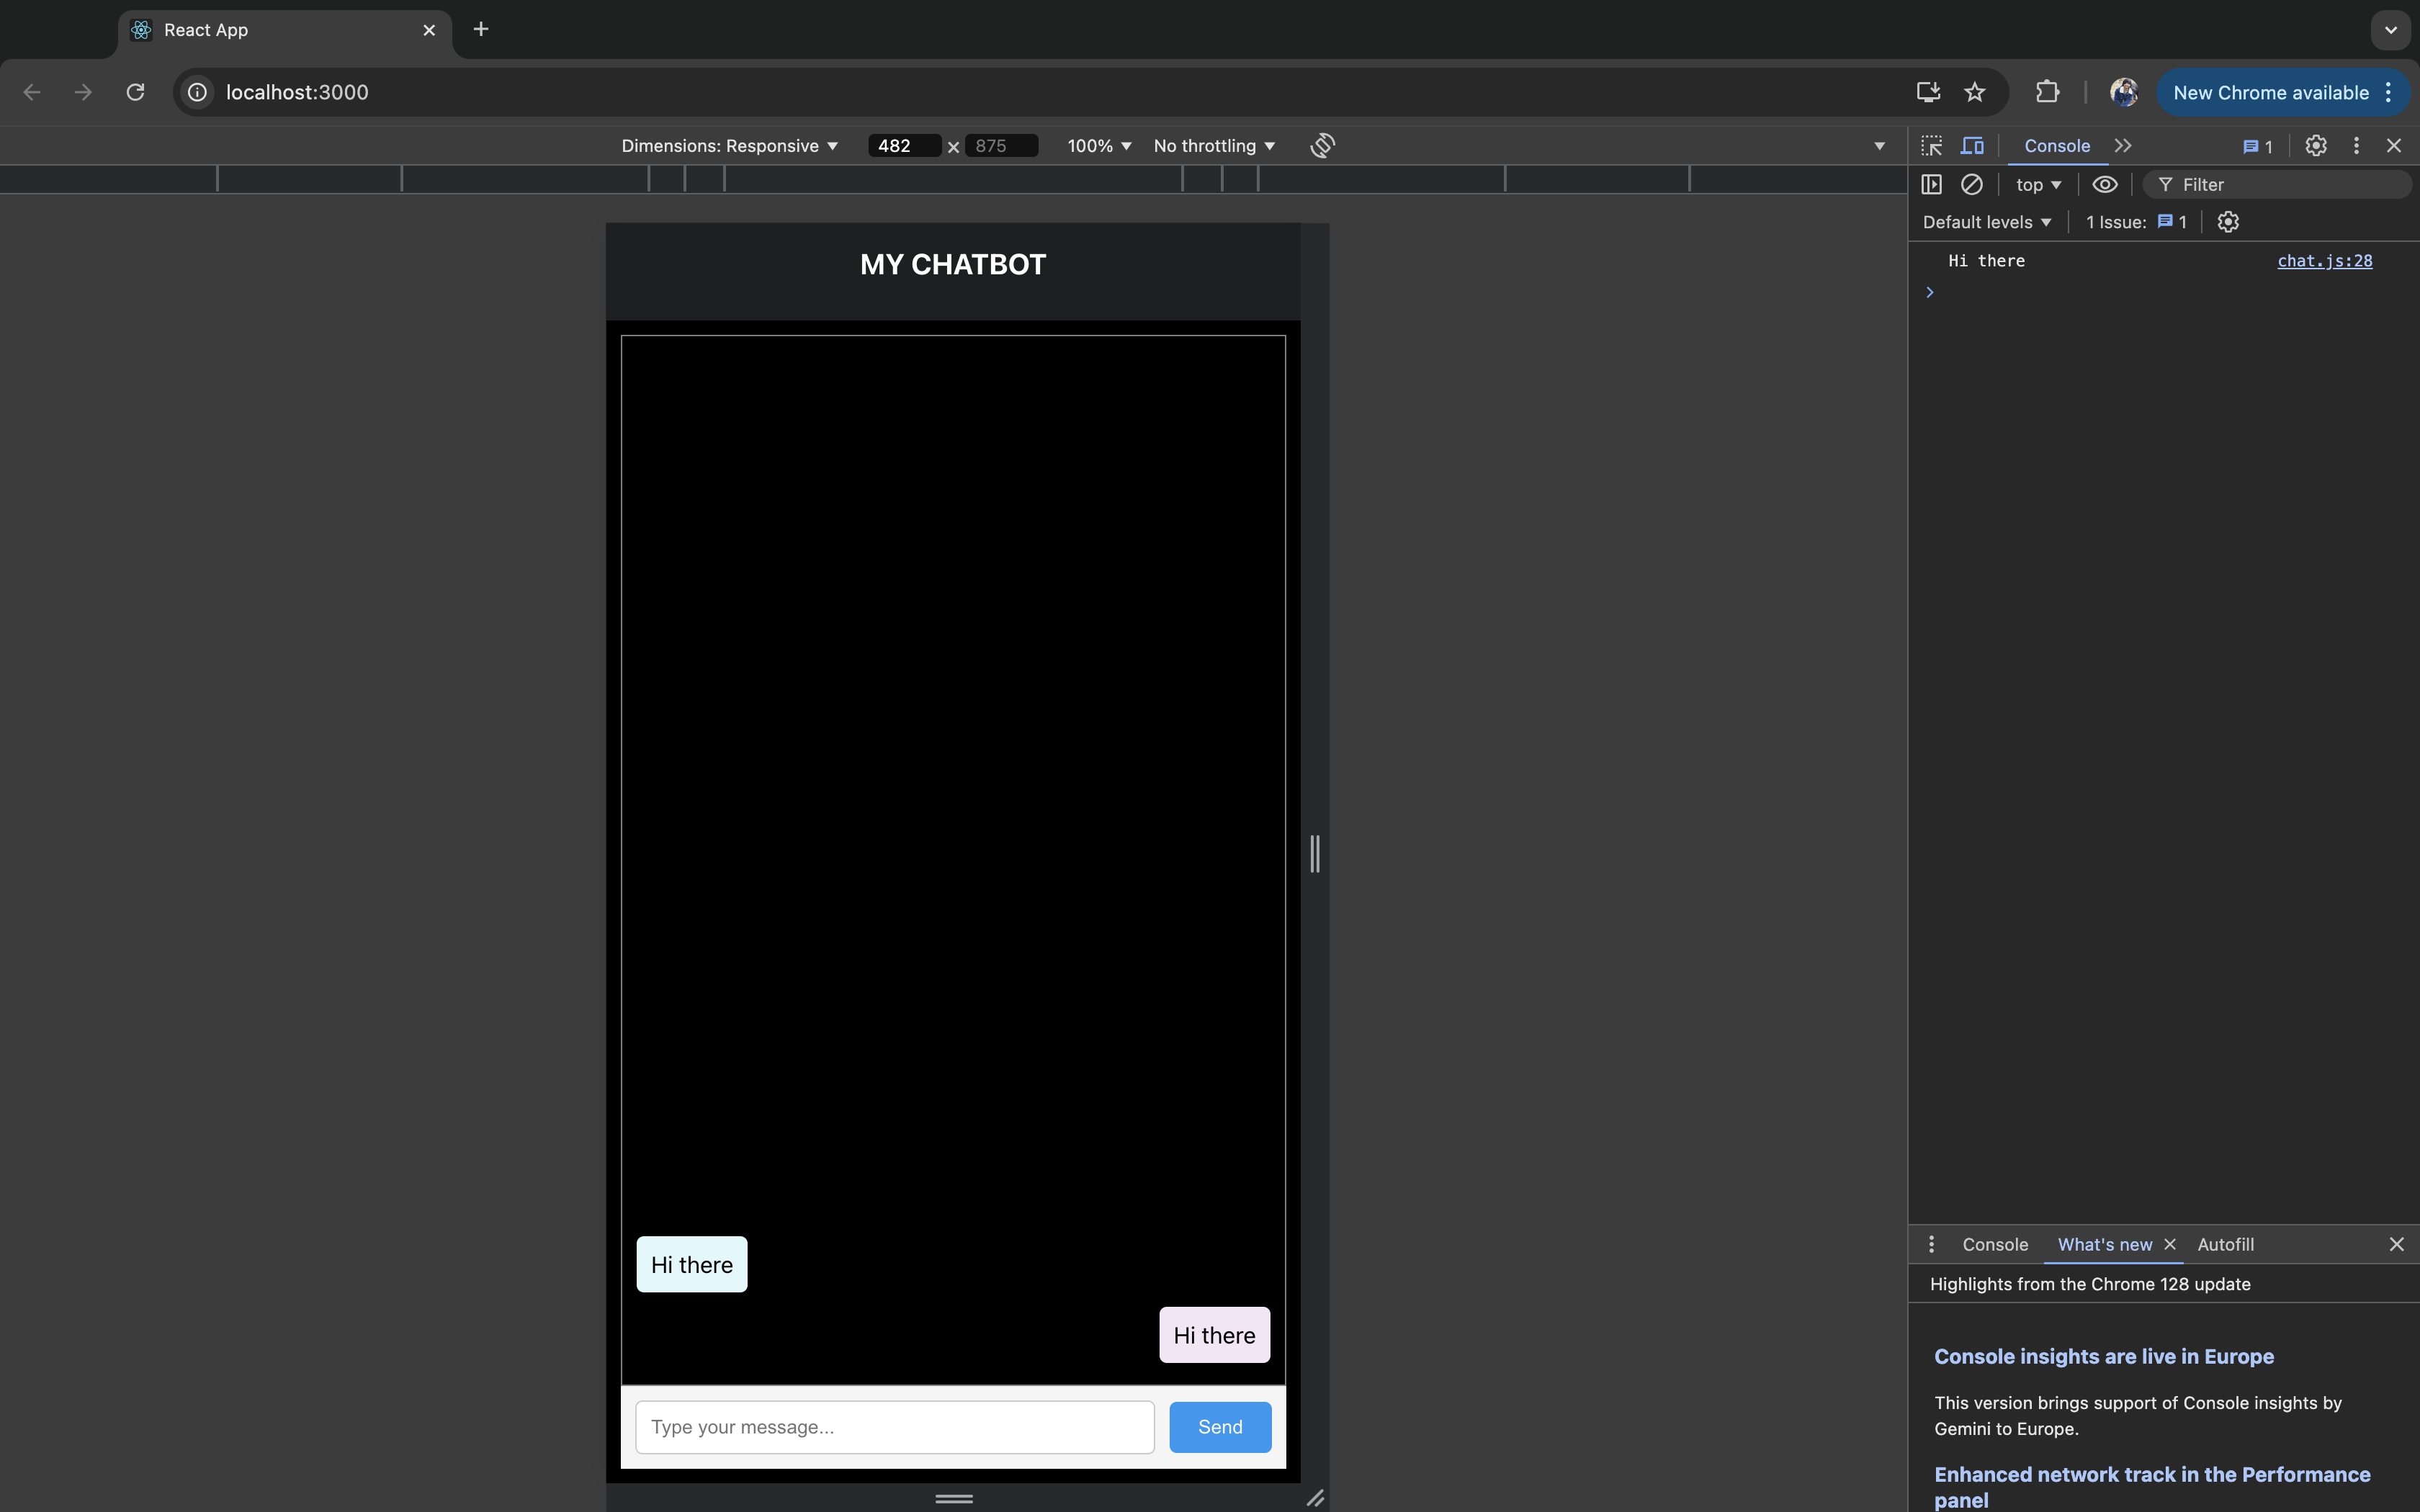 React App
localhost:3000
New Chrome available
Dimensions: Responsive 482 x 875 100% No throttling
Console 1
top Filter
Default levels 1 Issue: 1
Hi there chat.js:28
MY CHATBOT
Hi there
Hi there
Type your message... Send
Console What's new Autofill
Highlights from the Chrome 128 update
Console insights are live in Europe
This version brings support of Console insights by
Gemini to Europe.
Enhanced network track in the Performance
panel